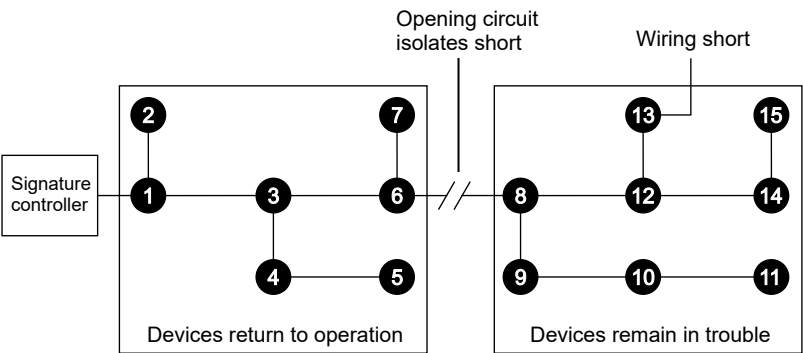 Opening circuit
isolates short
Wiring short
2
7
13
15
Signature
controller
1
3
6
8
12
14
4
5
9
10
11
Devices return to operation
Devices remain in trouble